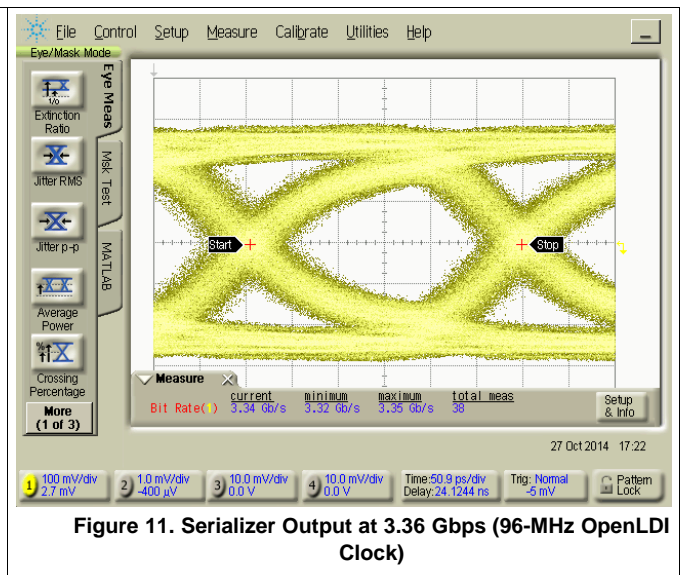 File Control Setup Measure Calibrate Utilities Help
Eye/Mask Mode
Eye Meas
Msk Test
MATLAB
1/0
Extinction
Ratio
Jitter RMS
Jitter p-p
Average
Power
%
Crossing
Percentage
More
(1 of 3)
Start
Stop
Measure
current minimum maximum total meas
Bit Rate(1) 3.34 Gb/s 3.32 Gb/s 3.35 Gb/s 38
Setup
& Info
27 Oct 2014 17:22
1 100 mV/div
2.7 mV
2 1.0 mV/div
-400 µV
3 10.0 mV/div
0.0 V
4 10.0 mV/div
0.0 V
Time:50.9 ps/div
Delay:24.1244 ns
Trig: Normal
-5 mV
Pattern
Lock
Figure 11. Serializer Output at 3.36 Gbps (96-MHz OpenLDI
Clock)